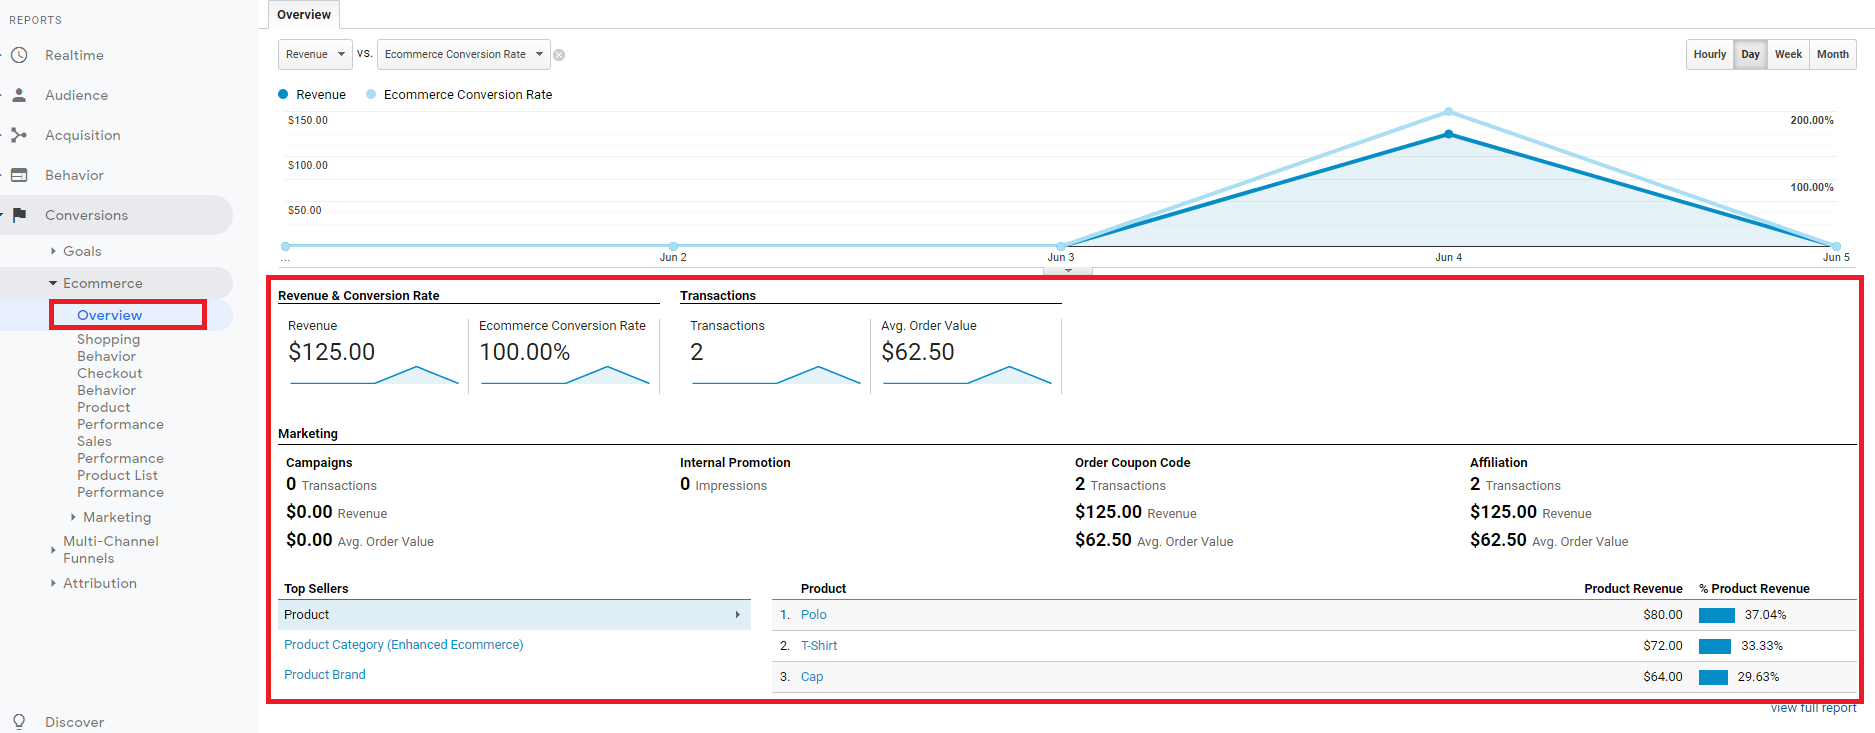 REPORTS
Realtime
Audience
Acquisition
Behavior
Conversions
Goals
Ecommerce
Overview
Shopping
Behavior
Checkout
Behavior
Product
Performance
Sales
Performance
Product List
Performance
Marketing
Multi-Channel
Funnels
Attribution
Discover
Overview
Revenue vs. Ecommerce Conversion Rate
Hourly Day Week Month
Revenue Ecommerce Conversion Rate
$150.00 200.00%
$100.00 100.00%
$50.00
... Jun 2 Jun 3 Jun 4 Jun 5
Revenue & Conversion Rate Transactions
Revenue Ecommerce Conversion Rate Transactions Avg. Order Value
$125.00 100.00% 2 $62.50
Marketing
Campaigns Internal Promotion Order Coupon Code Affiliation
0 Transactions 0 Impressions 2 Transactions 2 Transactions
$0.00 Revenue $125.00 Revenue $125.00 Revenue
$0.00 Avg. Order Value $62.50 Avg. Order Value $62.50 Avg. Order Value
Top Sellers Product Product Revenue % Product Revenue
Product 1. Polo $80.00 37.04%
Product Category (Enhanced Ecommerce) 2. T-Shirt $72.00 33.33%
Product Brand 3. Cap $64.00 29.63%
view full report